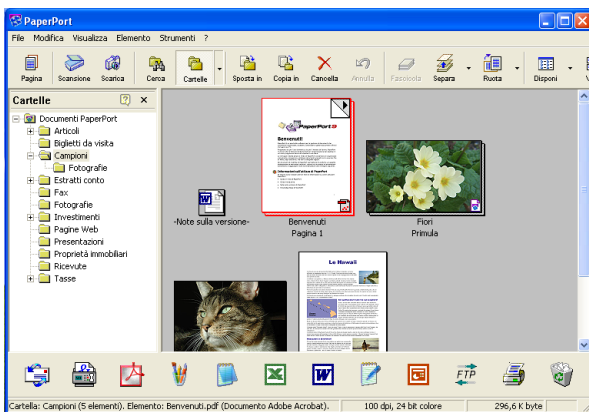 PaperPort
File Modifica Visualizza Elemento Strumenti ?
Pagina Scansione Scarica Cerca Cartelle Sposta in Copia in Cancella Annulla Fascicola Separa Ruota Disponi
Cartelle
Documenti PaperPort
Articoli
Biglietti da visita
Campioni
Fotografie
Estratti conto
Fax
Fotografie
Investimenti
Pagine Web
Presentazioni
Proprietà immobiliari
Ricevute
Tasse
PaperPort
Benvenuti!
-Note sulla versione-
Benvenuti
Pagina 1
Fiori
Primula
Le Hawaii
FTP
Cartella: Campioni (5 elementi). Elemento: Benvenuti.pdf (Documento Adobe Acrobat).
100 dpi, 24 bit colore
296,6 K byte